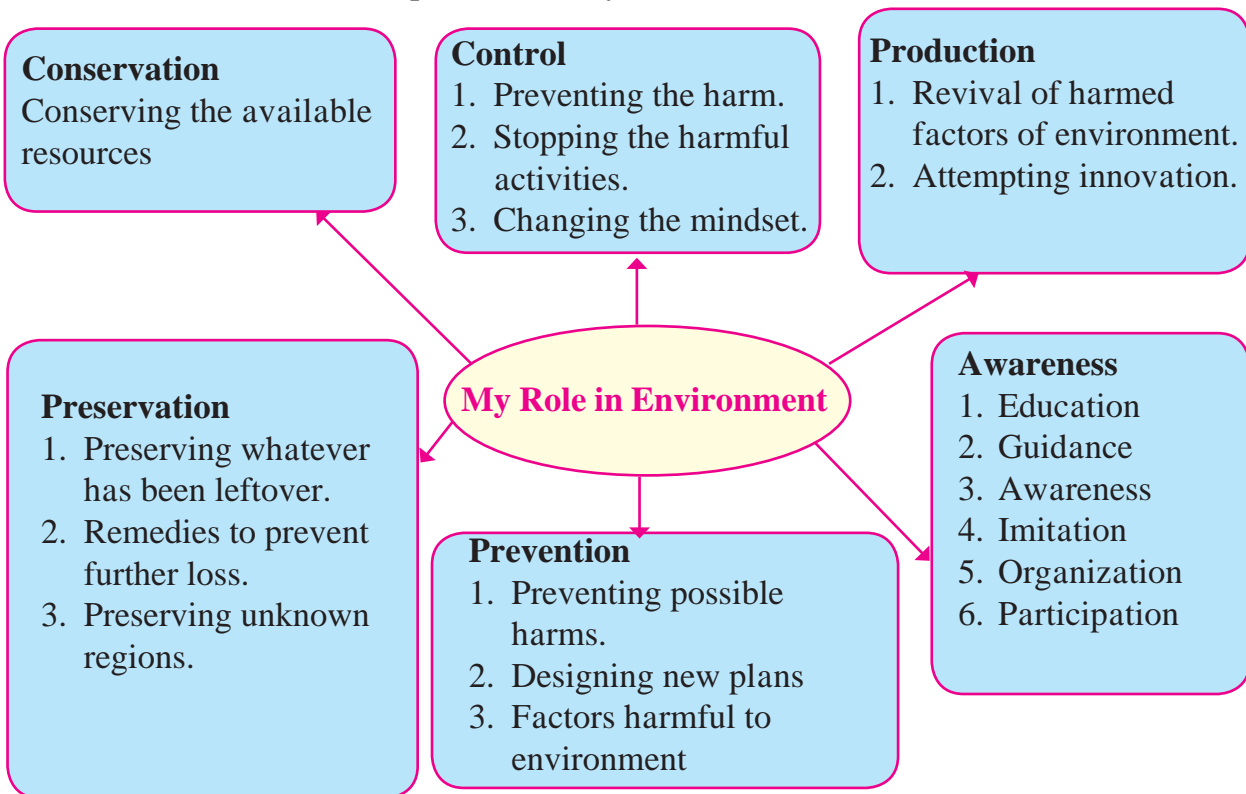 Conservation
Conserving the available
resources
Control
1. Preventing the harm.
2. Stopping the harmful
activities.
3. Changing the mindset.
Production
1. Revival of harmed
factors of environment.
2. Attempting innovation.
My Role in Environment
Preservation
1. Preserving whatever
has been leftover.
2. Remedies to prevent
further loss.
3. Preserving unknown
regions.
Prevention
1. Preventing possible
harms.
2. Designing new plans
3. Factors harmful to
environment
Awareness
1. Education
2. Guidance
3. Awareness
4. Imitation
5. Organization
6. Participation